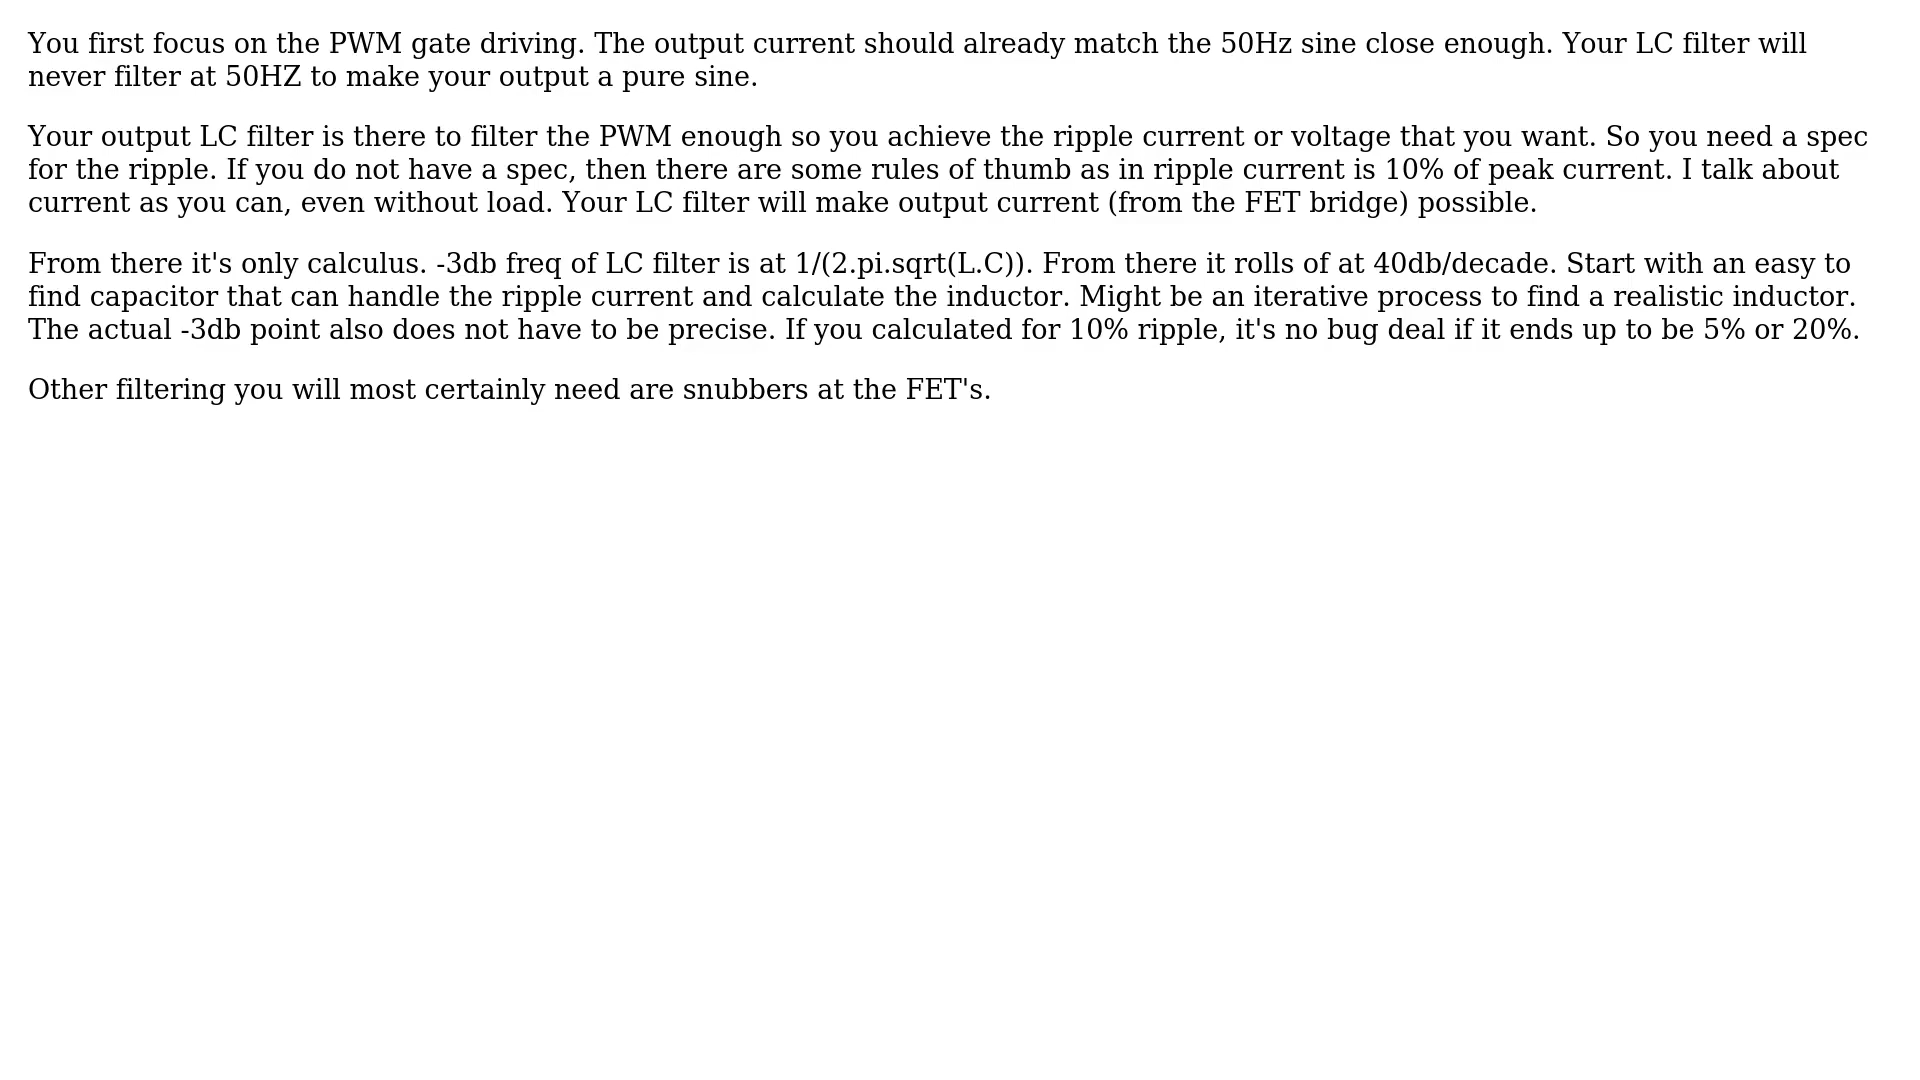 You first focus on the PWM gate driving. The output current should already match the 50Hz sine close enough. Your LC filter will
never filter at 50HZ to make your output a pure sine.
Your output LC filter is there to filter the PWM enough so you achieve the ripple current or voltage that you want. So you need a spec
for the ripple. If you do not have a spec, then there are some rules of thumb as in ripple current is 10% of peak current. I talk about
current as you can, even without load. Your LC filter will make output current (from the FET bridge) possible.
From there it's only calculus. -3db freq of LC filter is at 1/(2.pi.sqrt(L.C)). From there it rolls of at 40db/decade. Start with an easy to
find capacitor that can handle the ripple current and calculate the inductor. Might be an iterative process to find a realistic inductor.
The actual -3db point also does not have to be precise. If you calculated for 10% ripple, it's no bug deal if it ends up to be 5% or 20%.
Other filtering you will most certainly need are snubbers at the FET's.